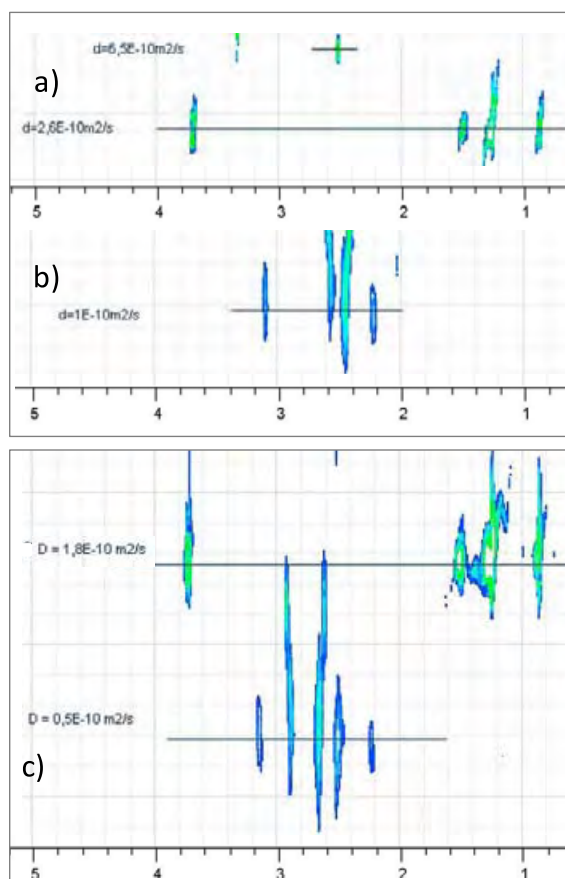 d=6,5E-10m2/s
a)
d=2,6E-10m2/s
5 4 3 2 1
b)
d=1E-10m2/s
5 4 3 2 1
D = 1,8E-10 m2/s
D = 0,5E-10 m2/s
c)
5 4 3 2 1